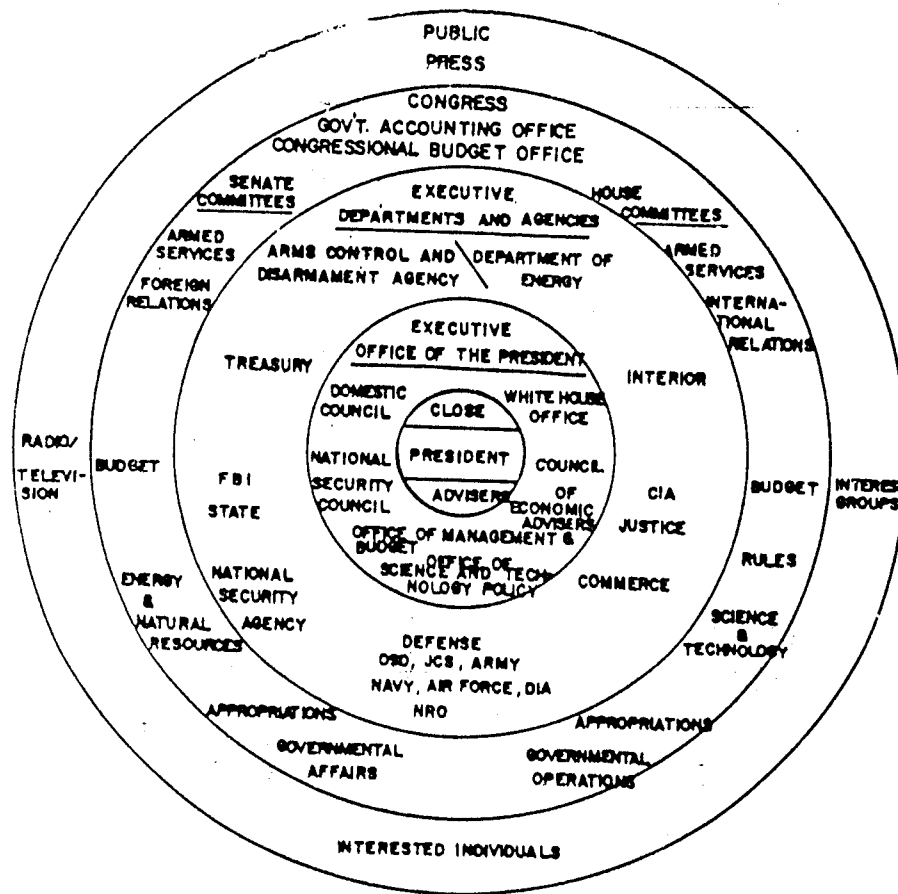 PUBLIC
PRESS
CONGRESS
GOV'T. ACCOUNTING OFFICE
CONGRESSIONAL BUDGET OFFICE
SENATE
COMMITTEES
ARMED
SERVICES
FOREIGN
RELATIONS
HOUSE
COMMITTEES
ARMED
SERVICES
INTERNA-
TIONAL
RELATIONS
EXECUTIVE
DEPARTMENTS AND AGENCIES
ARMS CONTROL AND
DISARMAMENT AGENCY
DEPARTMENT OF
ENERGY
EXECUTIVE
OFFICE OF THE PRESIDENT
TREASURY
INTERIOR
DOMESTIC
COUNCIL
WHITE HOUSE
OFFICE
CLOSE
PRESIDENT
ADVISERS
NATIONAL
SECURITY
COUNCIL
COUNCIL
OF
ECONOMIC
ADVISERS
OFFICE OF MANAGEMENT &
BUDGET
OFFICE OF
SCIENCE AND TECH-
NOLOGY POLICY
RADIO/
TELEVI-
SION
BUDGET
FBI
STATE
CIA
JUSTICE
BUDGET
INTEREST
GROUPS
ENERGY
&
NATURAL
RESOURCES
NATIONAL
SECURITY
AGENCY
COMMERCE
RULES
SCIENCE
&
TECHNOLOGY
DEFENSE
OSD, JCS, ARMY
NAVY, AIR FORCE, DIA
NRO
APPROPRIATIONS
APPROPRIATIONS
GOVERNMENTAL
AFFAIRS
GOVERNMENTAL
OPERATIONS
INTERESTED INDIVIDUALS